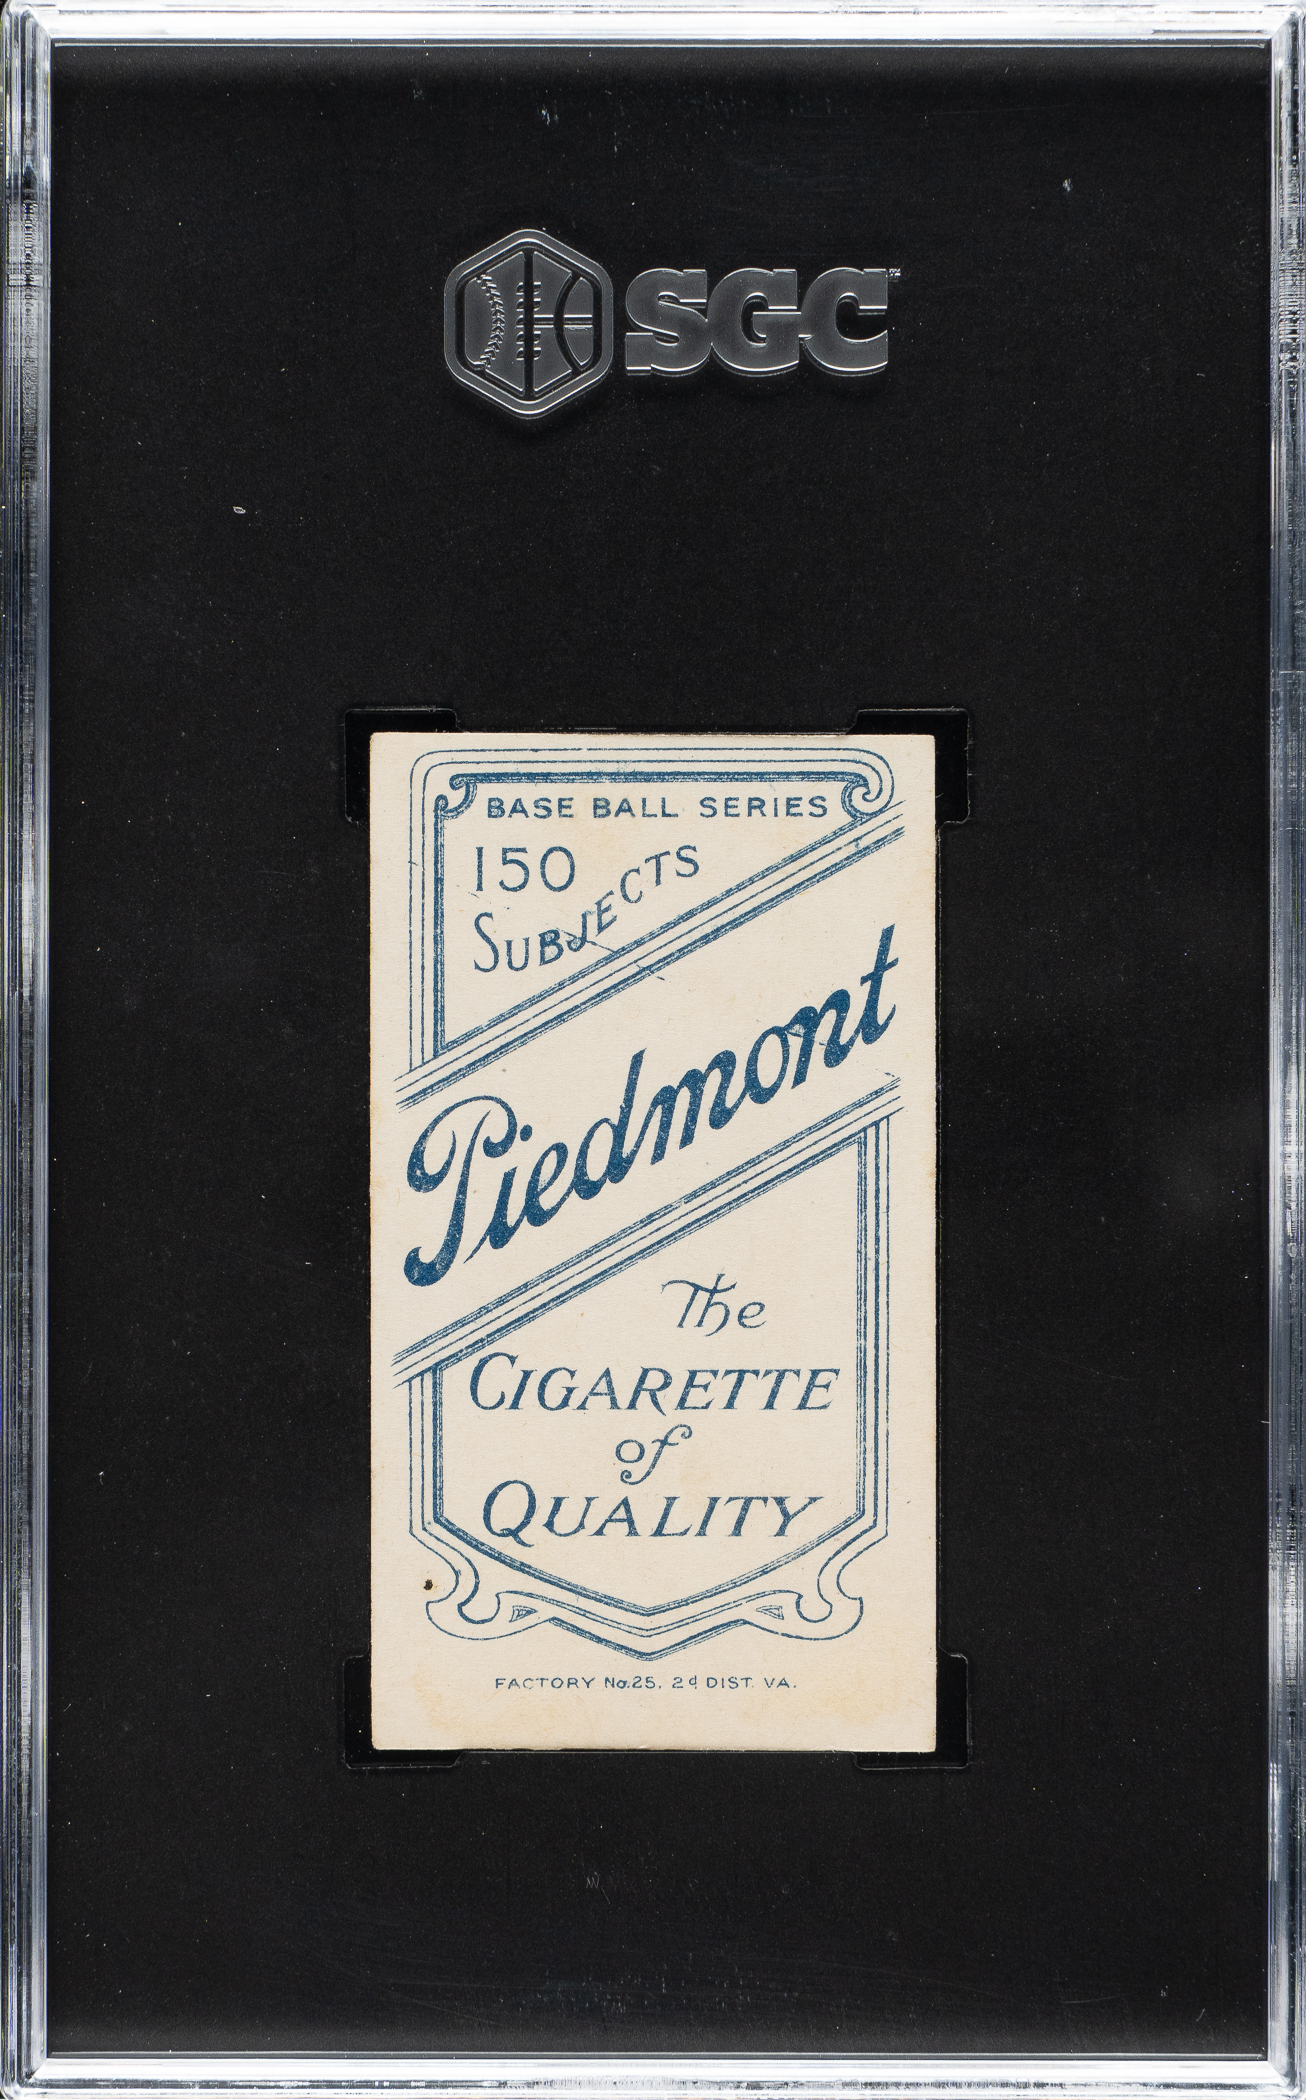 SGC
BASE BALL SERIES
150
SUBJECTS
Piedmont
The
CIGARETTE
of
QUALITY
FACTORY No. 25, 2d DIST. VA.